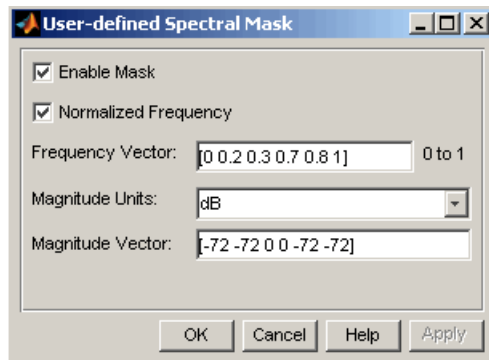 User-defined Spectral Mask
Enable Mask
Normalized Frequency
Frequency Vector: [0 0.2 0.3 0.7 0.8 1] 0 to 1
Magnitude Units: dB
Magnitude Vector: [-72 -72 0 0 -72 -72]
OK Cancel Help Apply